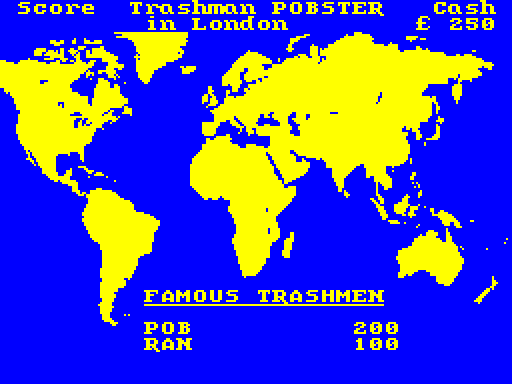 Score Trashman POBSTER Cash
in London £ 250
FAMOUS TRASHMEN
POB 200
RAN 100